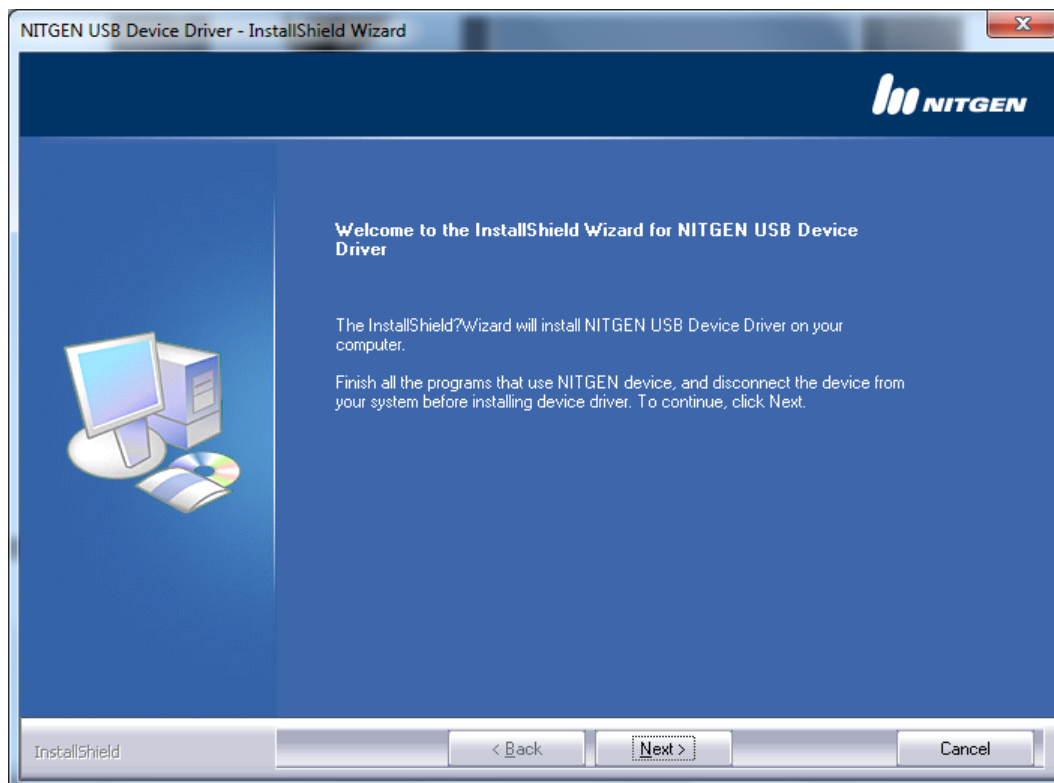 NITGEN USB Device Driver - InstallShield Wizard
NITGEN
Welcome to the InstallShield Wizard for NITGEN USB Device
Driver
The InstallShield?Wizard will install NITGEN USB Device Driver on your
computer.
Finish all the programs that use NITGEN device, and disconnect the device from
your system before installing device driver. To continue, click Next.
InstallShield
< Back
Next >
Cancel